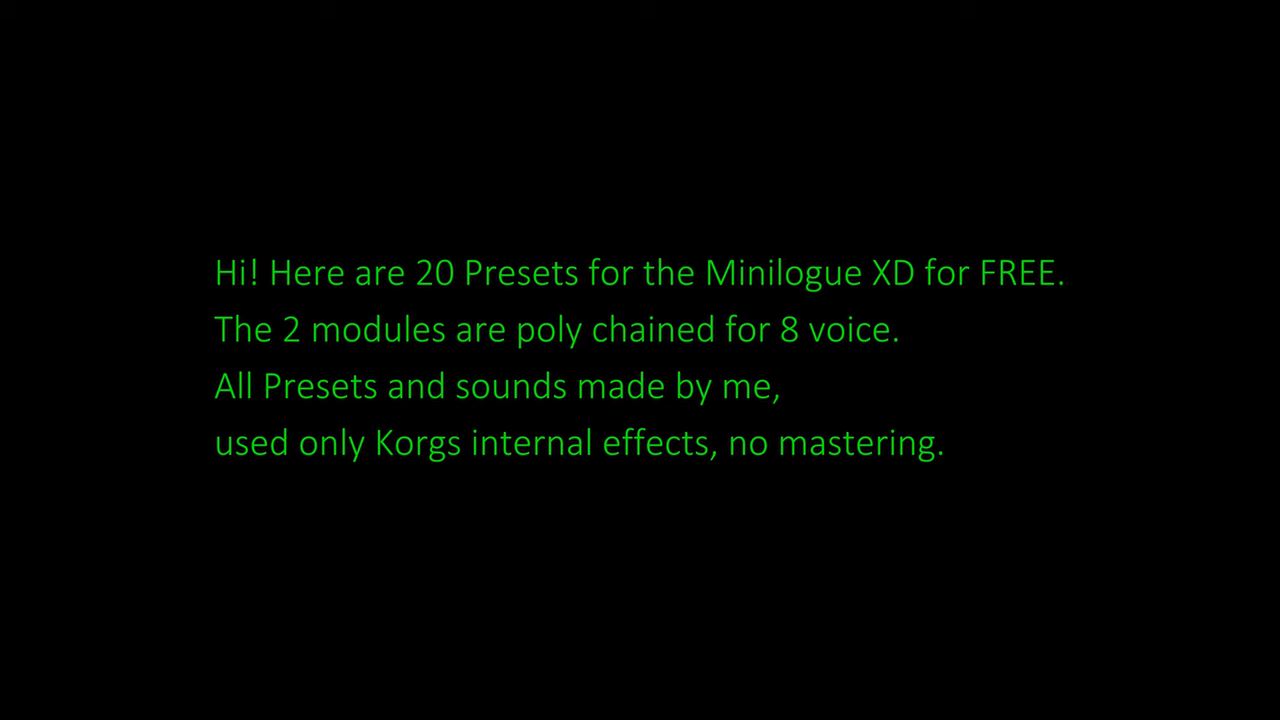 Hi! Here are 20 Presets for the Minilogue XD for FREE.
The 2 modules are poly chained for 8 voice.
All Presets and sounds made by me,
used only Korgs internal effects, no mastering.